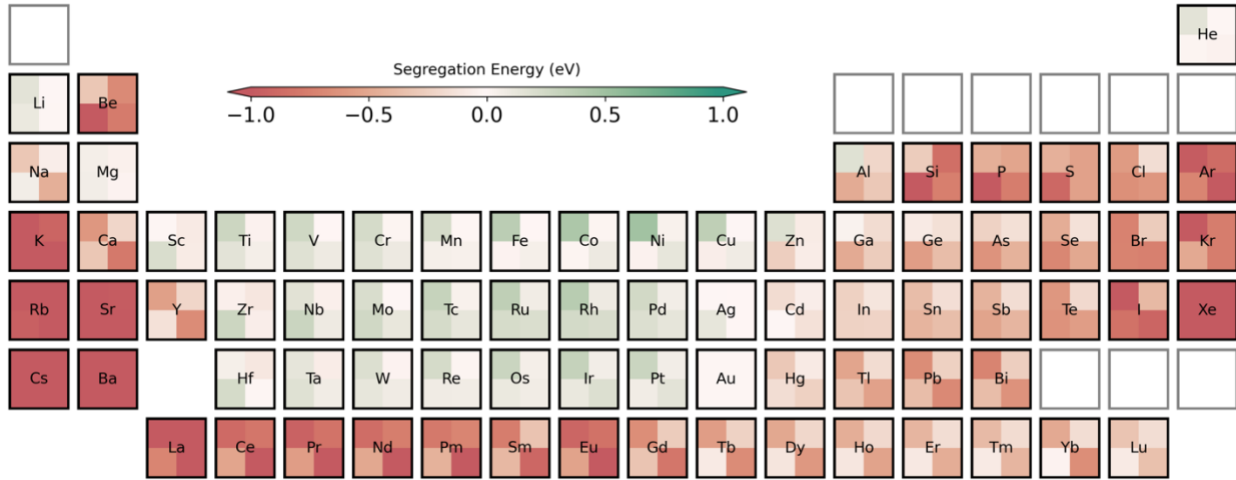 He
Segregation Energy (eV)
Li Be −1.0 −0.5 0.0 0.5 1.0
Na Mg Al Si P S Cl Ar
K Ca Sc Ti V Cr Mn Fe Co Ni Cu Zn Ga Ge As Se Br Kr
Rb Sr Y Zr Nb Mo Tc Ru Rh Pd Ag Cd In Sn Sb Te I Xe
Cs Ba Hf Ta W Re Os Ir Pt Au Hg Tl Pb Bi
La Ce Pr Nd Pm Sm Eu Gd Tb Dy Ho Er Tm Yb Lu